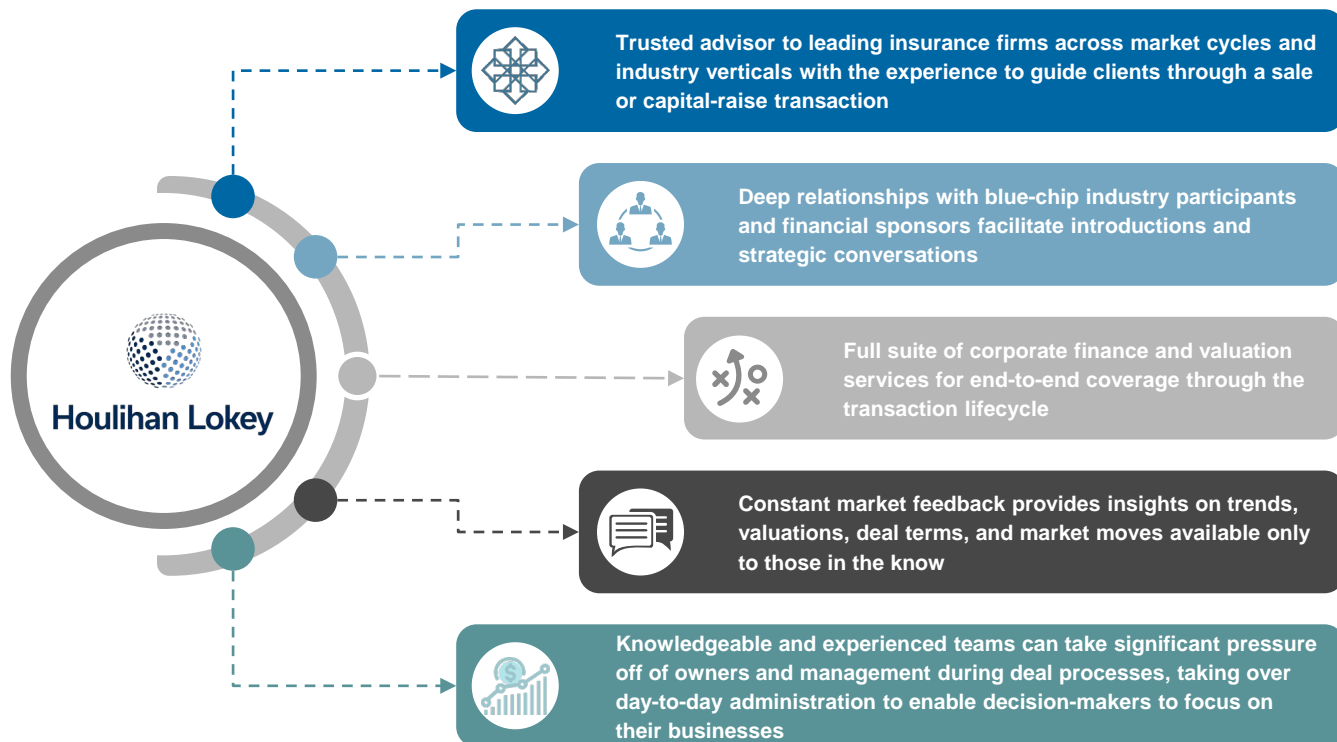 Trusted advisor to leading insurance firms across market cycles and
industry verticals with the experience to guide clients through a sale
or capital-raise transaction
Deep relationships with blue-chip industry participants
and financial sponsors facilitate introductions and
strategic conversations
Houlihan Lokey
Full suite of corporate finance and valuation
services for end-to-end coverage through the
transaction lifecycle
Constant market feedback provides insights on trends,
valuations, deal terms, and market moves available only
to those in the know
$
Knowledgeable and experienced teams can take significant pressure
off of owners and management during deal processes, taking over
day-to-day administration to enable decision-makers to focus on
their businesses